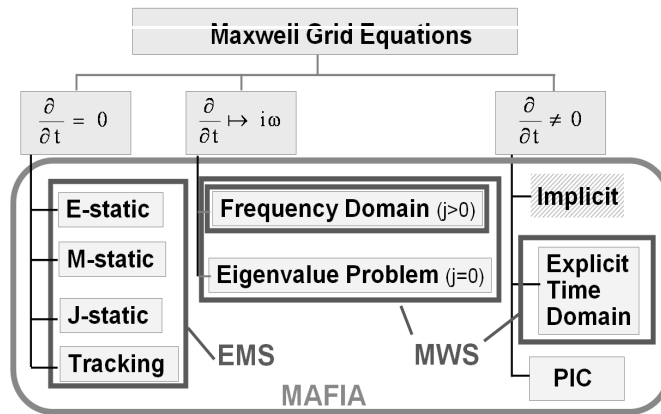 Maxwell Grid Equations
∂/∂t = 0
∂/∂t ↦ iω
∂/∂t ≠ 0
E-static
M-static
J-static
Tracking
Frequency Domain (j>0)
Eigenvalue Problem (j=0)
Implicit
Explicit
Time
Domain
PIC
EMS
MWS
MAFIA